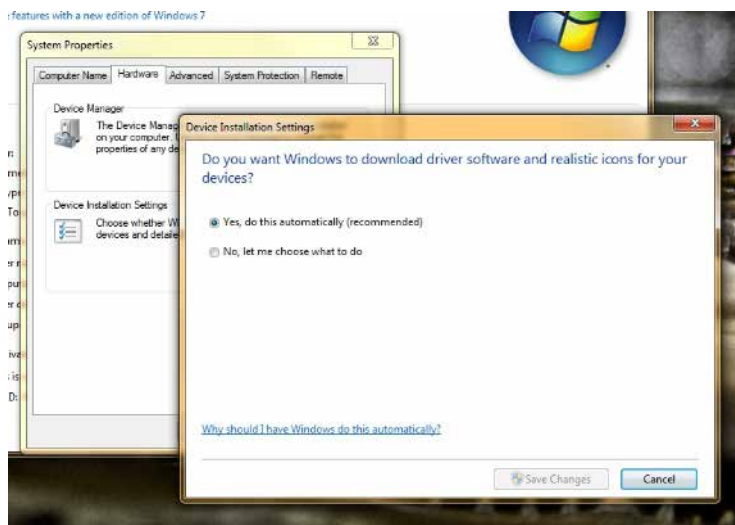 features with a new edition of Windows 7
System Properties
Computer Name
Hardware
Advanced
System Protection
Remote
Device Manager
The Device
on your computer.
properties of any
Device Installation Settings
Choose whether
devices and
Device Installation Settings
Do you want Windows to download driver software and realistic icons for your
devices?
Yes, do this automatically (recommended)
No, let me choose what to do
Why should I have Windows do this automatically?
Save Changes
Cancel